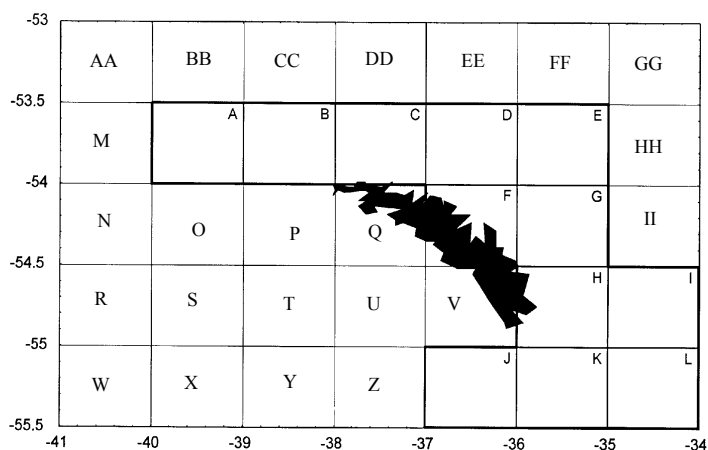 -53
AA BB CC DD EE FF GG
-53.5
M A B C D E HH
-54
N O P Q F G II
-54.5
R S T U V H I
-55
W X Y Z J K L
-55.5
-41 -40 -39 -38 -37 -36 -35 -34